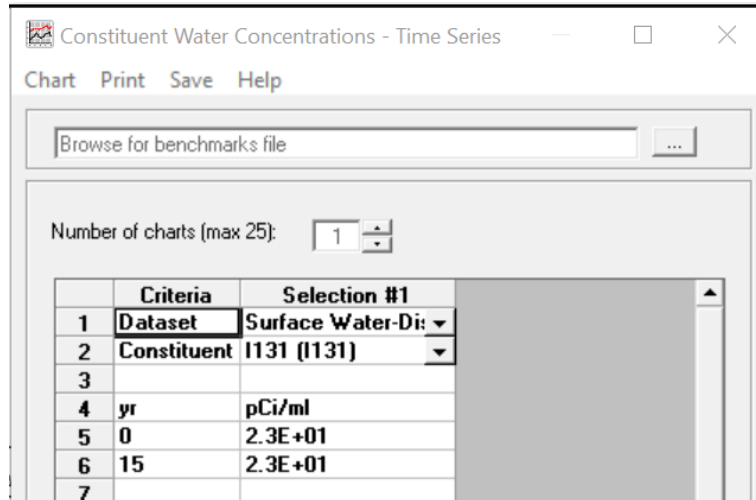 Constituent Water Concentrations - Time Series
Chart Print Save Help
Browse for benchmarks file
...
Number of charts (max 25): 1
Criteria Selection #1
1 Dataset Surface Water-Dis
2 Constituent I131 (I131)
3
4 yr pCi/ml
5 0 2.3E+01
6 15 2.3E+01
7